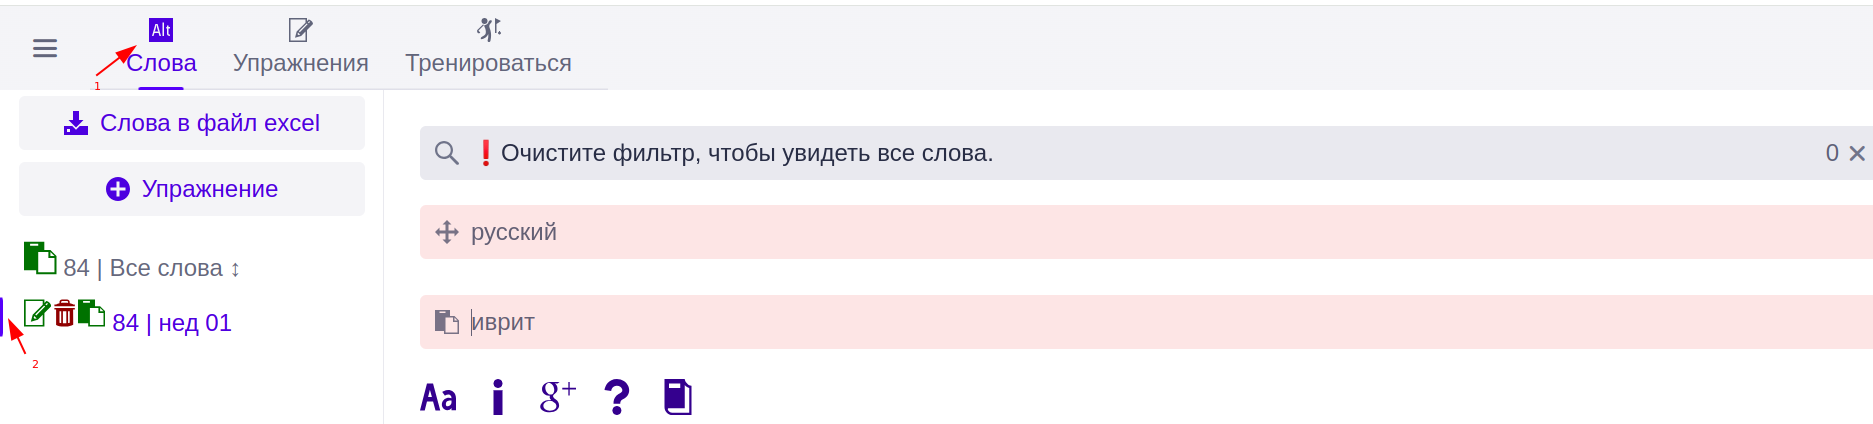 Alt
Слова
Упражнения
Тренироваться
1
Слова в файл excel
Упражнение
84 | Все слова ↕
84 | нед 01
2
❗ Очистите фильтр, чтобы увидеть все слова.
0 ✕
русский
иврит
Aa
i
g+
?